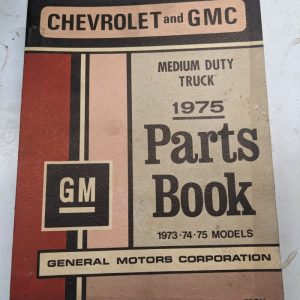 CHEVROLET and GMC
MEDIUM DUTY
TRUCK
1975
Parts
Book
GM
1973·74·75 MODELS
GENERAL MOTORS CORPORATION